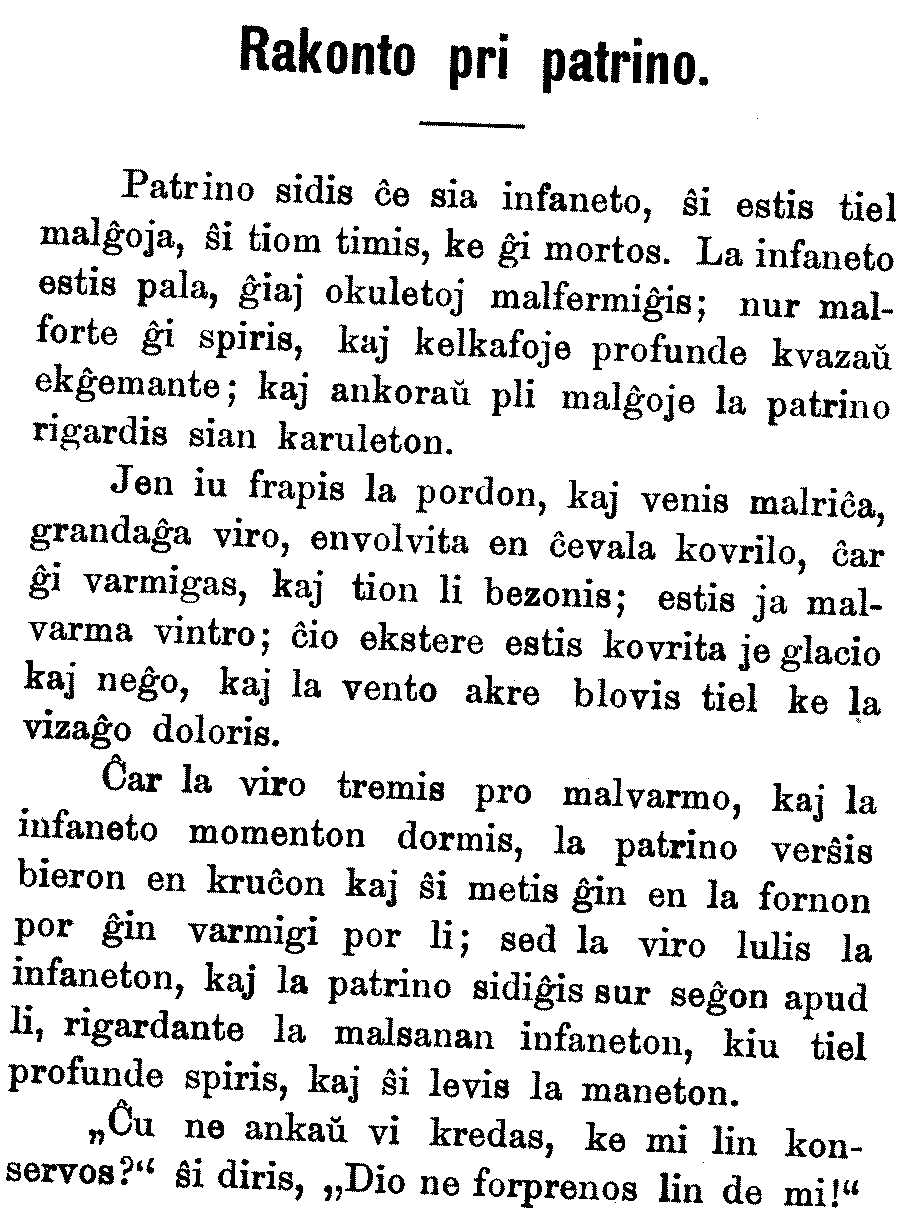 Rakonto pri patrino.
Patrino sidis ĉe sia infaneto, ŝi estis tiel
malĝoja, ŝi tiom timis, ke ĝi mortos. La infaneto
estis pala, ĝiaj okuletoj malfermiĝis; nur mal-
forte ĝi spiris, kaj kelkafoje profunde kvazaŭ
ekĝemante; kaj ankoraŭ pli malĝoje la patrino
rigardis sian karuleton.
Jen iu frapis la pordon, kaj venis malriĉa,
grandaĝa viro, envolvita en ĉevala kovrilo, ĉar
ĝi varmigas, kaj tion li bezonis; estis ja mal-
varma vintro; ĉio ekstere estis kovrita je glacio
kaj neĝo, kaj la vento akre blovis tiel ke la
vizaĝo doloris.
Ĉar la viro tremis pro malvarmo, kaj la
infaneto momenton dormis, la patrino verŝis
bieron en kruĉon kaj ŝi metis ĝin en la fornon
por ĝin varmigi por li; sed la viro lulis la
infaneton, kaj la patrino sidiĝis sur seĝon apud
li, rigardante la malsanan infaneton, kiu tiel
profunde spiris, kaj ŝi levis la maneton.
„Ĉu ne ankaŭ vi kredas, ke mi lin kon-
servos?“ ŝi diris, „Dio ne forprenos lin de mi!“